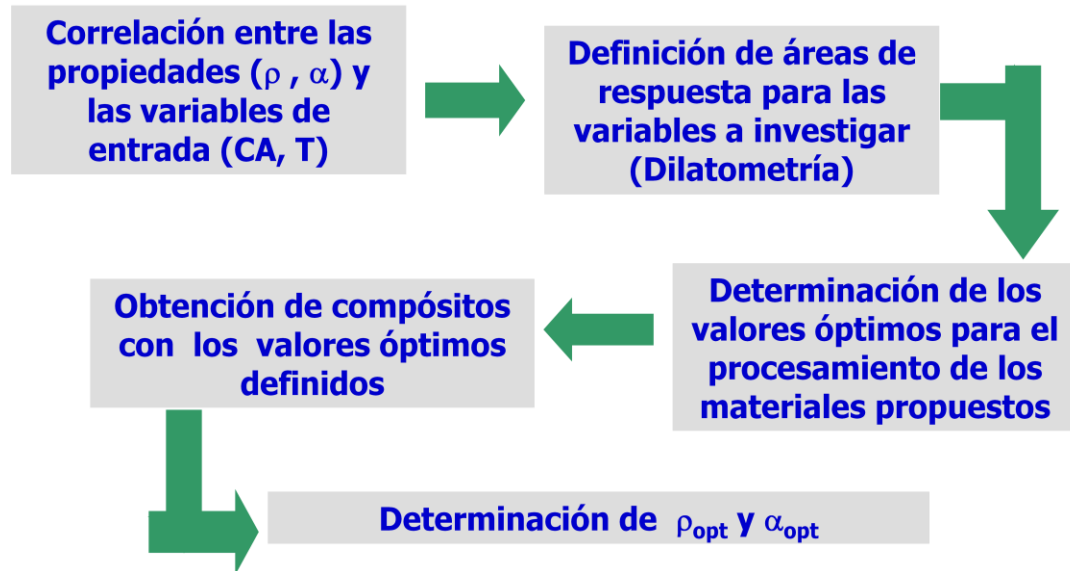 Correlación entre las
propiedades (ρ , α) y
las variables de
entrada (CA, T)
Definición de áreas de
respuesta para las
variables a investigar
(Dilatometría)
Determinación de los
valores óptimos para el
procesamiento de los
materiales propuestos
Obtención de compósitos
con los valores óptimos
definidos
Determinación de ρopt y αopt